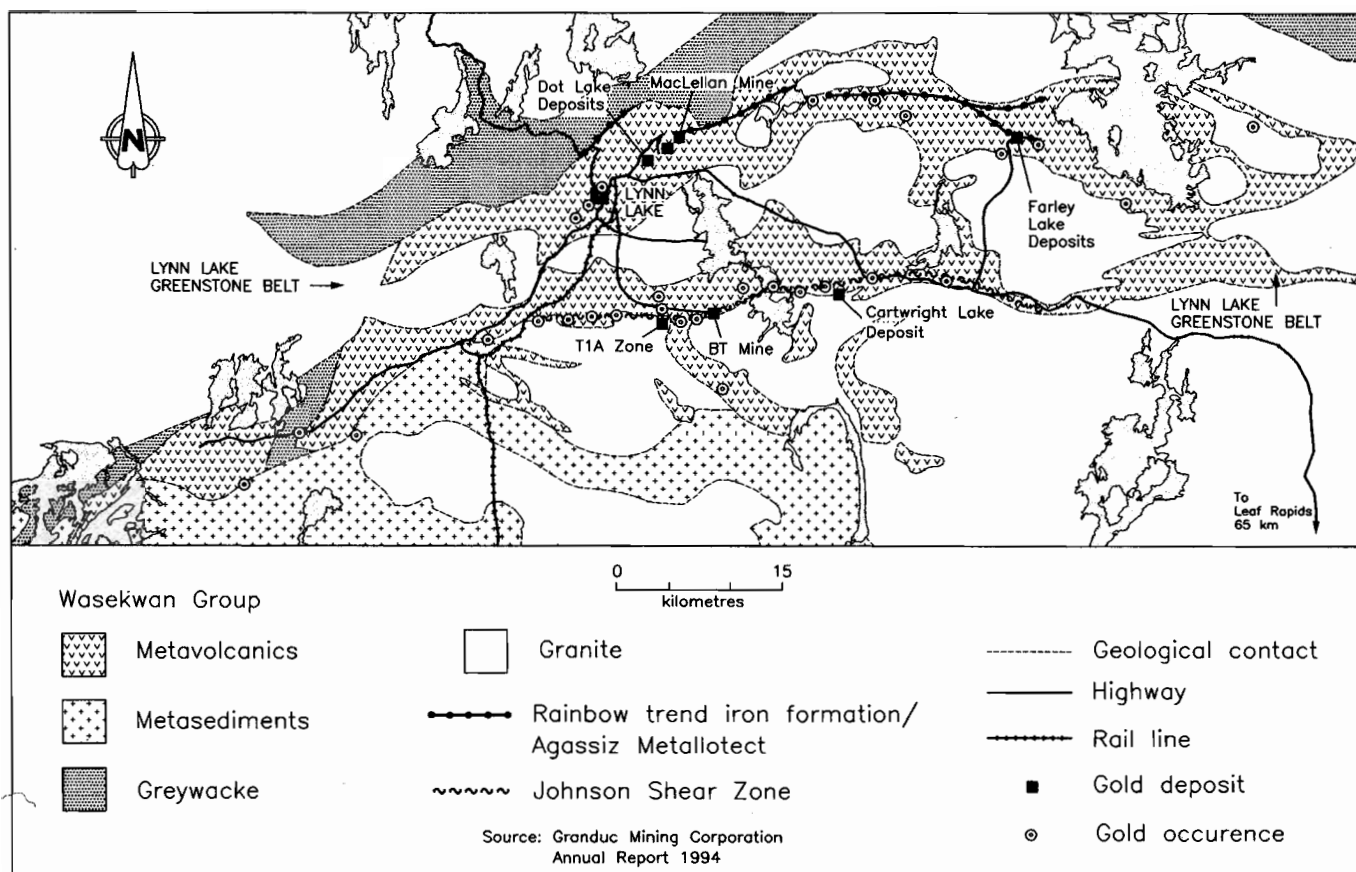 N
Dot Lake
Deposits
MacLellan Mine
LYNN
LAKE
Farley
Lake
Deposits
LYNN LAKE
GREENSTONE BELT
LYNN LAKE
GREENSTONE BELT
Cartwright Lake
Deposit
T1A Zone
BT Mine
To
Leaf Rapids
65 km
0 15
kilometres
Wasekwan Group
Metavolcanics
Metasediments
Greywacke
Granite
Rainbow trend iron formation/
Agassiz Metallotect
Johnson Shear Zone
Source: Granduc Mining Corporation
Annual Report 1994
Geological contact
Highway
Rail line
Gold deposit
Gold occurence